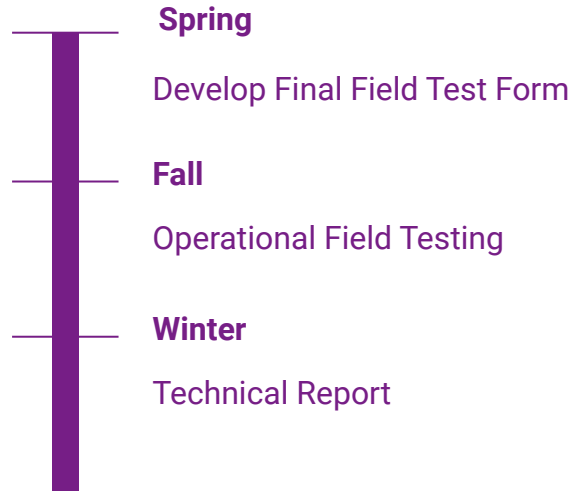 Spring
Develop Final Field Test Form
Fall
Operational Field Testing
Winter
Technical Report